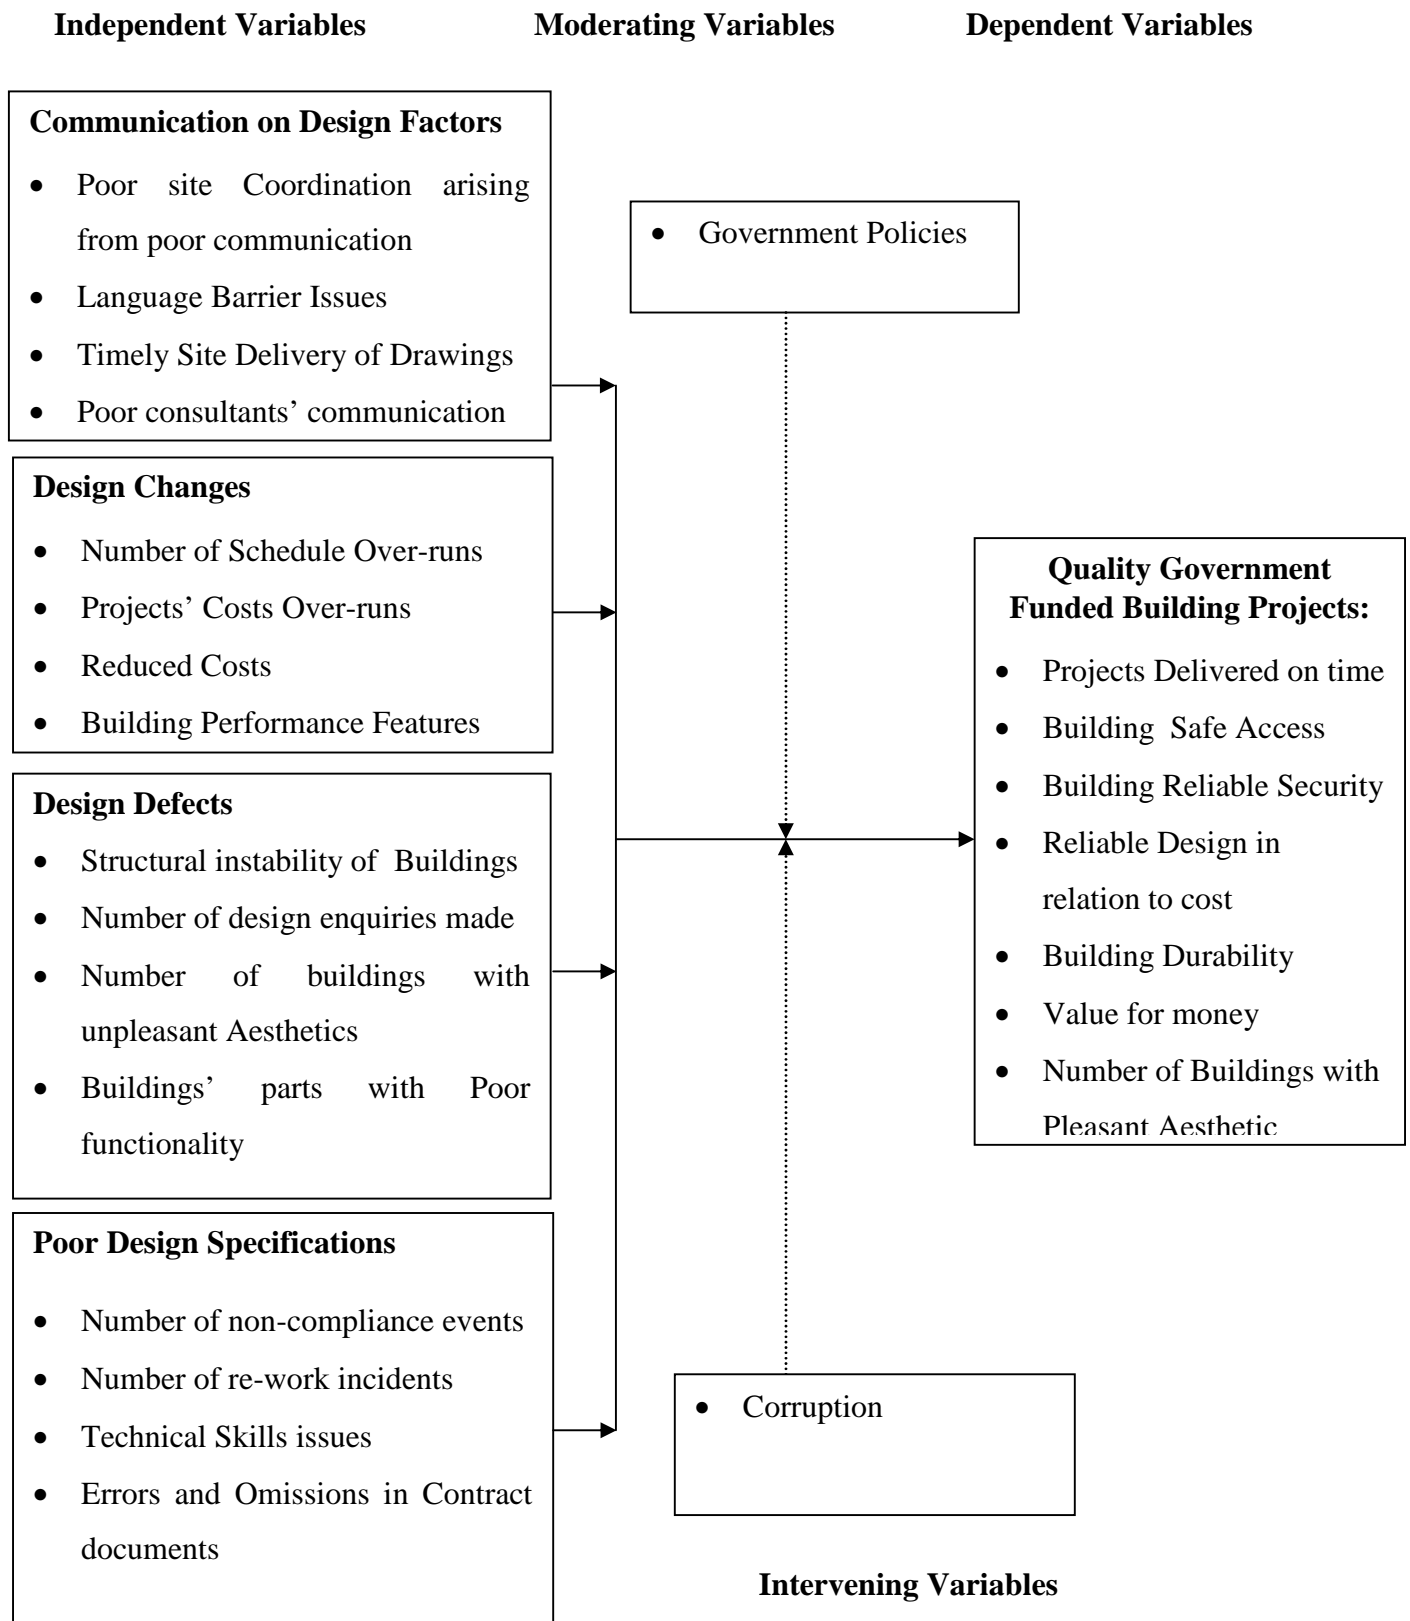 Independent Variables
Moderating Variables
Dependent Variables
Communication on Design Factors
• Poor site Coordination arising
from poor communication
• Language Barrier Issues
• Timely Site Delivery of Drawings
• Poor consultants’ communication
Design Changes
• Number of Schedule Over-runs
• Projects’ Costs Over-runs
• Reduced Costs
• Building Performance Features
Design Defects
• Structural instability of Buildings
• Number of design enquiries made
• Number of buildings with
unpleasant Aesthetics
• Buildings’ parts with Poor
functionality
Poor Design Specifications
• Number of non-compliance events
• Number of re-work incidents
• Technical Skills issues
• Errors and Omissions in Contract
documents
• Government Policies
• Corruption
Intervening Variables
Quality Government
Funded Building Projects:
• Projects Delivered on time
• Building Safe Access
• Building Reliable Security
• Reliable Design in
relation to cost
• Building Durability
• Value for money
• Number of Buildings with
Pleasant Aesthetic